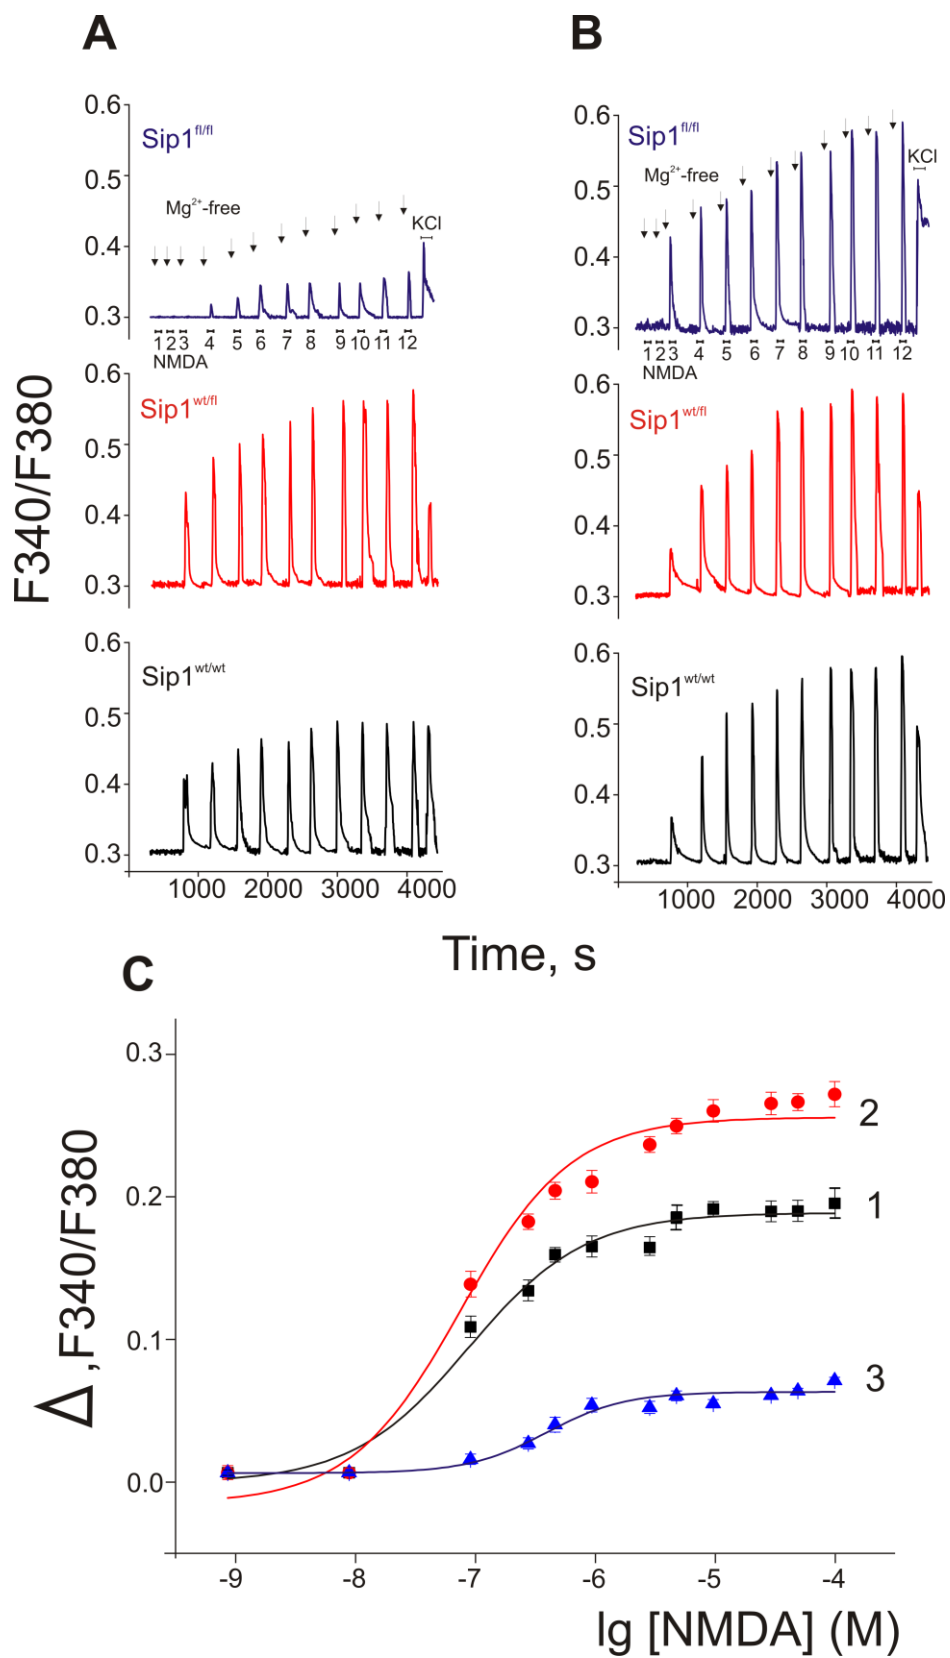 A
B
F340/F380
0.6
0.5
0.4
0.3
Sip1fl/fl
Mg2+-free
KCl
1 2 3 4 5 6 7 8 9 10 11 12
NMDA
0.6
0.5
0.4
0.3
Sip1wt/fl
0.6
0.5
0.4
0.3
Sip1wt/wt
1000 2000 3000 4000
0.6
0.5
0.4
0.3
Sip1fl/fl
Mg2+-free
KCl
1 2 3 4 5 6 7 8 9 10 11 12
NMDA
0.6
0.5
0.4
0.3
Sip1wt/fl
0.6
0.5
0.4
0.3
Sip1wt/wt
1000 2000 3000 4000
Time, s
C
Δ,F340/F380
0.3
0.2
0.1
0.0
2
1
3
-9 -8 -7 -6 -5 -4
lg [NMDA] (M)